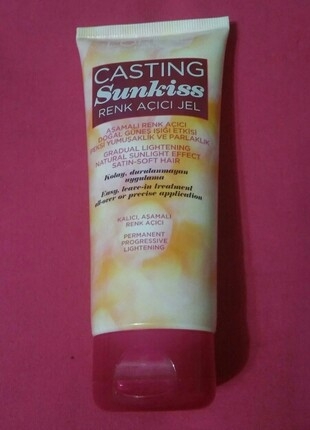 CASTING
Sunkiss
RENK AÇICI JEL
AŞAMALI RENK AÇICI
DOĞAL GÜNEŞ IŞIĞI ETKİSİ
İPEKSİ YUMUŞAKLIK VE PARLAKLIK
GRADUAL LIGHTENING
NATURAL SUNLIGHT EFFECT
SATIN-SOFT HAIR
Kolay, durulanmayan
uygulama
Easy, leave-in treatment
all-over or precise application
KALICI, AŞAMALI
RENK AÇICI
PERMANENT
PROGRESSIVE
LIGHTENING